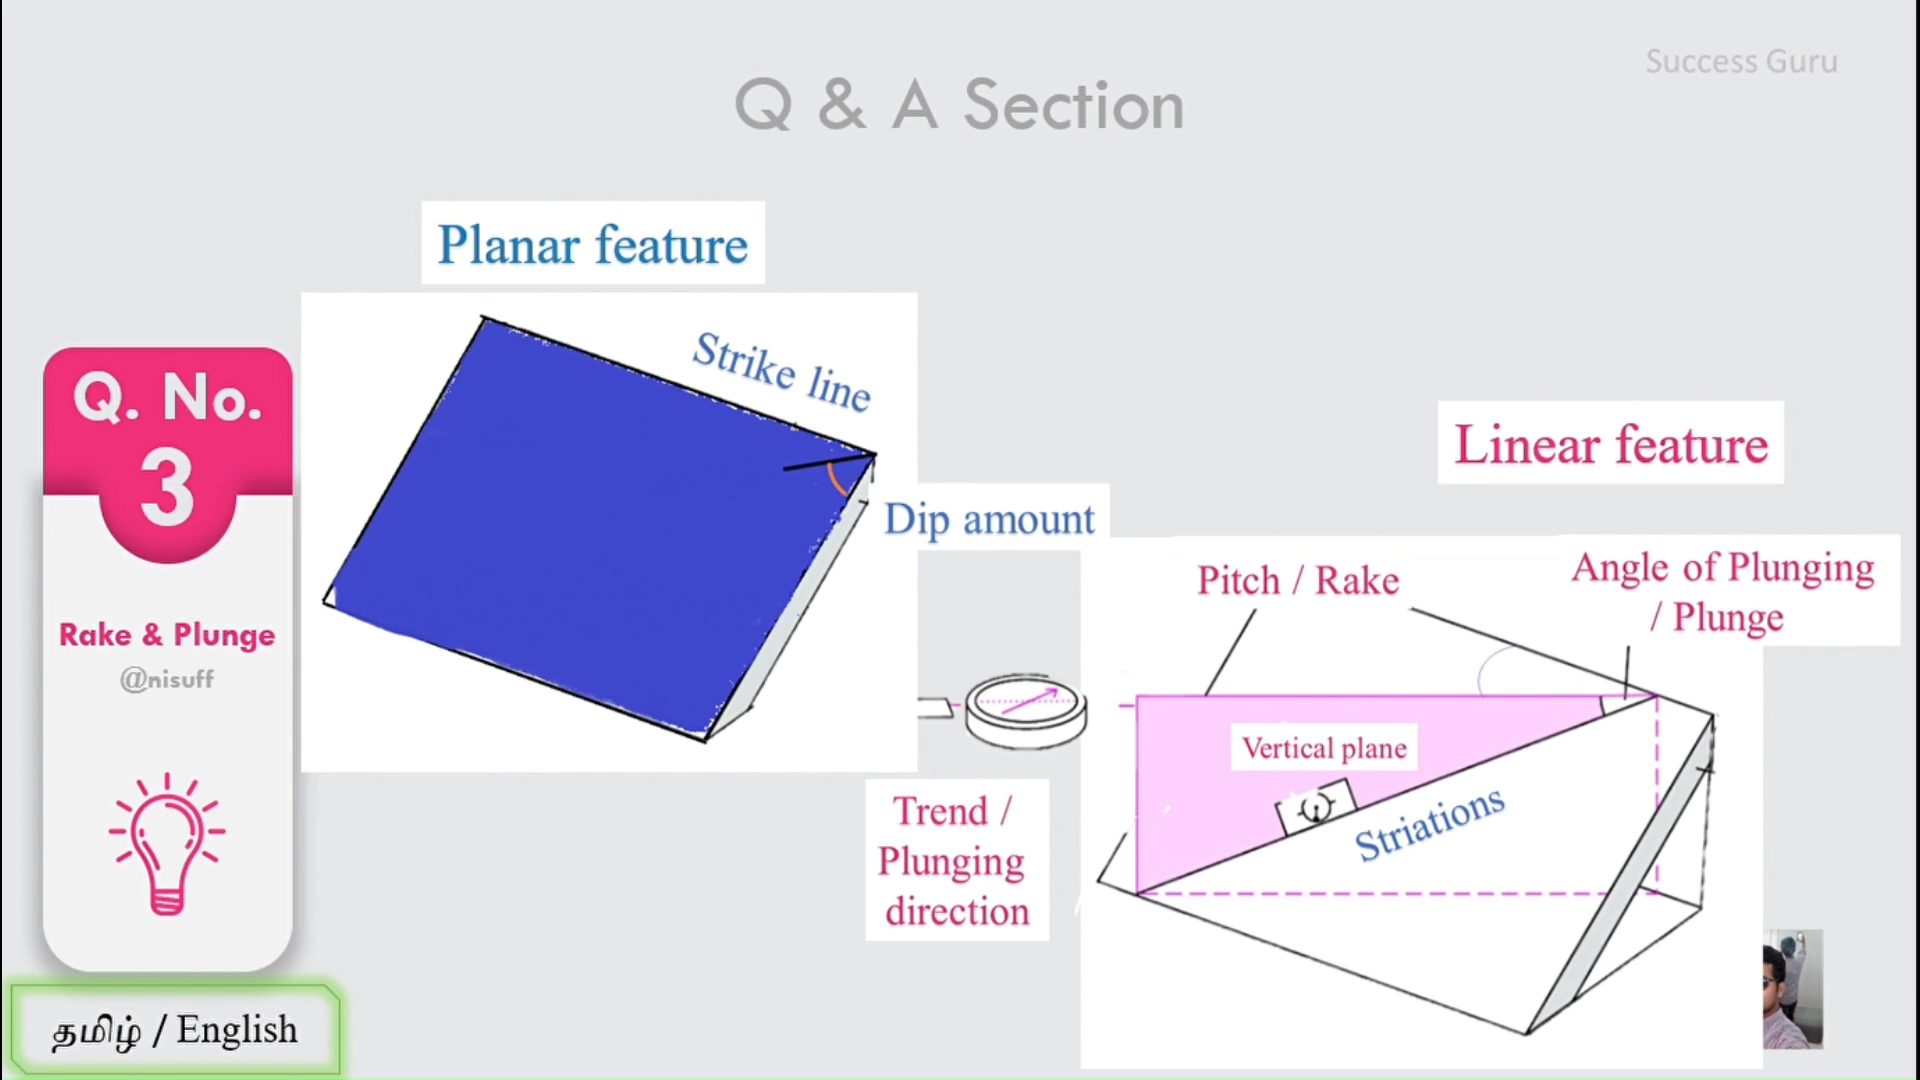 Success Guru
Q & A Section
Planar feature
Strike line
Dip amount
Q. No.
3
Rake & Plunge
@nisuff
Linear feature
Pitch / Rake
Angle of Plunging
/ Plunge
Vertical plane
Striations
Trend /
Plunging
direction
தமிழ் / English